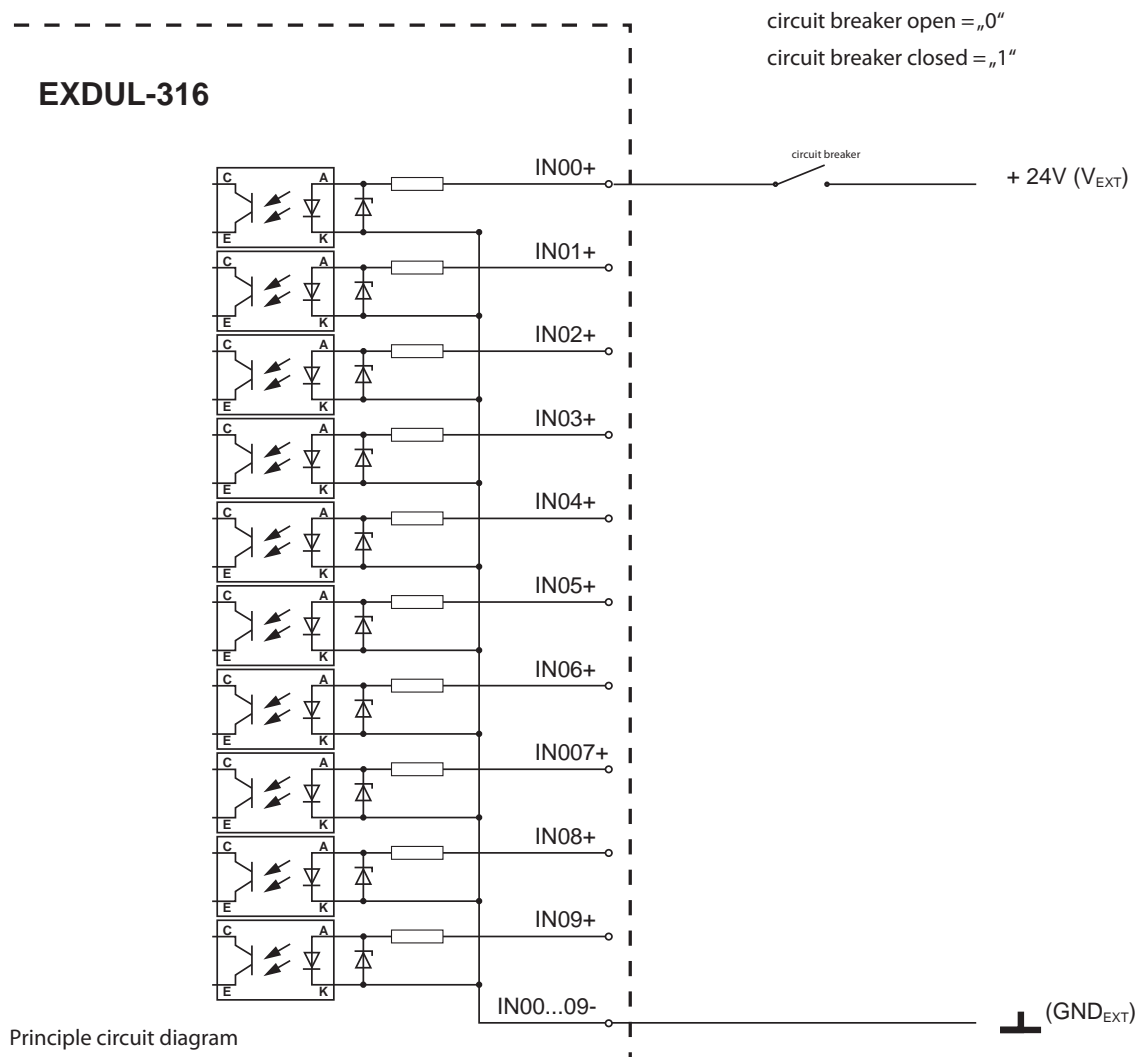 circuit breaker open =„0“
circuit breaker closed =„1“
EXDUL-316
circuit breaker
IN00+
+ 24V (VEXT)
C A
E K
IN01+
C A
E K
IN02+
C A
E K
IN03+
C A
E K
IN04+
C A
E K
IN05+
C A
E K
IN06+
C A
E K
IN007+
C A
E K
IN08+
C A
E K
IN09+
C A
E K
IN00...09-
(GNDEXT)
Principle circuit diagram